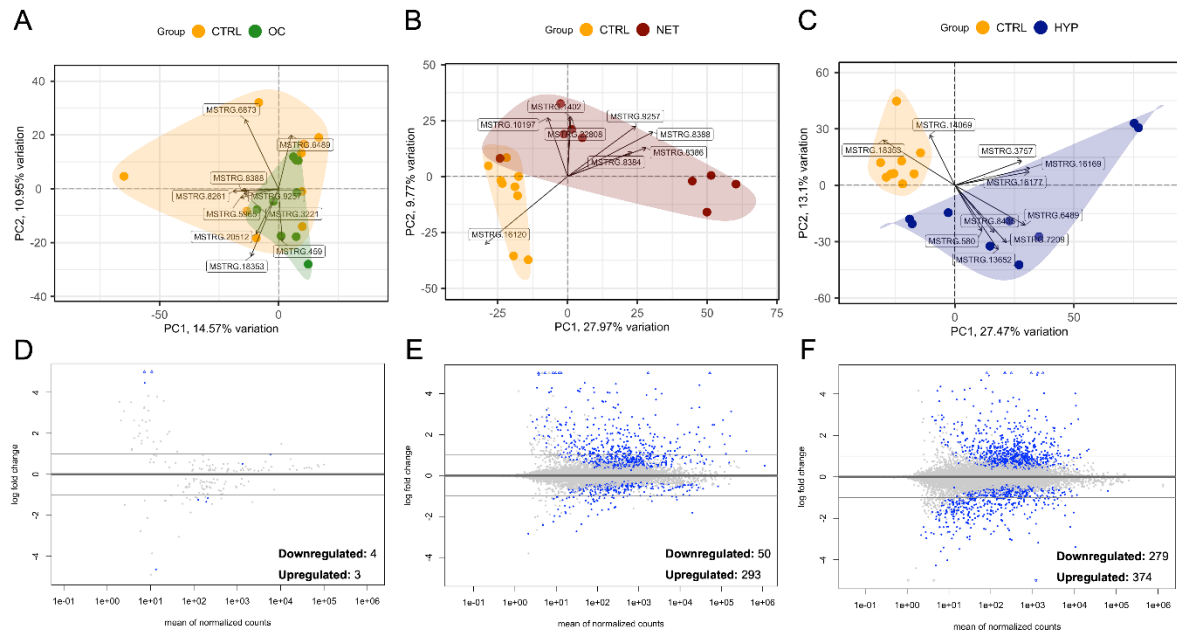 A
Group CTRL OC
40
20
0
-20
-40
PC2, 10.95% variation
MSTRG.6873
MSTRG.6489
MSTRG.8388
MSTRG.8261
MSTRG.9257
MSTRG.5965
MSTRG.3221
MSTRG.20512
MSTRG.469
MSTRG.18353
-50
0
50
PC1, 14.57% variation
B
Group CTRL NET
50
25
0
-25
-50
PC2, 9.77% variation
MSTRG.1402
MSTRG.10197
MSTRG.22808
MSTRG.9257
MSTRG.8388
MSTRG.8386
MSTRG.8384
MSTRG.16120
-25
0
25
50
75
PC1, 27.97% variation
C
Group CTRL HYP
60
30
0
-30
-60
PC2, 13.1% variation
MSTRG.14069
MSTRG.18353
MSTRG.3757
MSTRG.16169
MSTRG.16177
MSTRG.6489
MSTRG.580
MSTRG.7209
MSTRG.13652
0
50
PC1, 27.47% variation
D
log fold change
4
2
0
-2
-4
Downregulated: 4
Upregulated: 3
1e-01 1e+00 1e+01 1e+02 1e+03 1e+04 1e+05 1e+06
mean of normalized counts
E
log fold change
4
2
0
-2
-4
Downregulated: 50
Upregulated: 293
1e-01 1e+00 1e+01 1e+02 1e+03 1e+04 1e+05 1e+06
mean of normalized counts
F
log fold change
4
2
0
-2
-4
Downregulated: 279
Upregulated: 374
1e-01 1e+00 1e+01 1e+02 1e+03 1e+04 1e+05 1e+06
mean of normalized counts